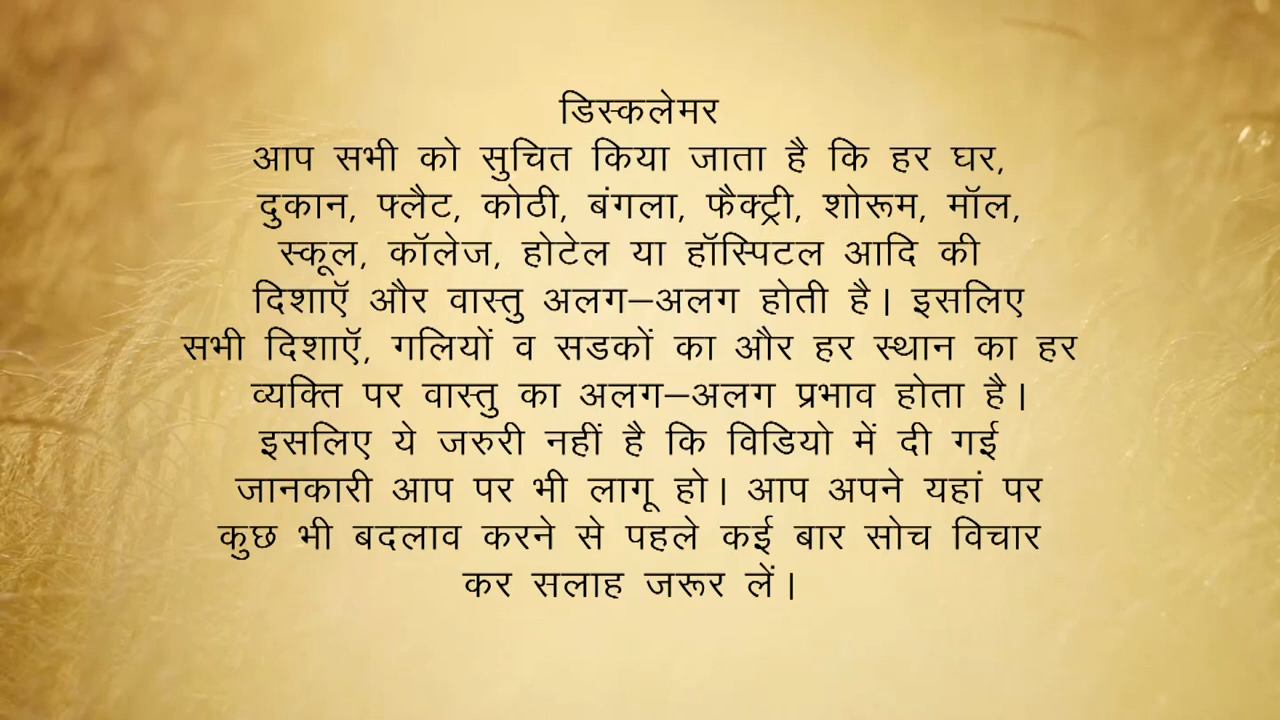 डिस्कलेमर
आप सभी को सुचित किया जाता है कि हर घर,
दुकान, फ्लैट, कोठी, बंगला, फैक्ट्री, शोरूम, मॉल,
स्कूल, कॉलेज, होटेल या हॉस्पिटल आदि की
दिशाऍ और वास्तु अलग–अलग होती है। इसलिए
सभी दिशाऍ, गलियों व सडकों का और हर स्थान का हर
व्यक्ति पर वास्तु का अलग–अलग प्रभाव होता है।
इसलिए ये जरुरी नहीं है कि विडियो में दी गई
जानकारी आप पर भी लागू हो। आप अपने यहां पर
कुछ भी बदलाव करने से पहले कई बार सोच विचार
कर सलाह जरूर लें।